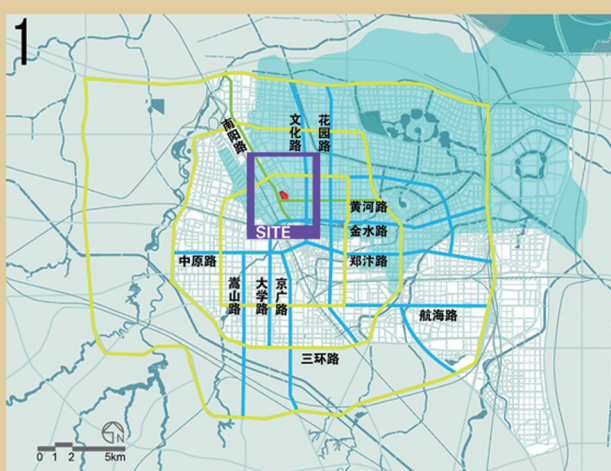 1
南阳路
文化路
花园路
黄河路
金水路
SITE
中原路
郑汴路
嵩山路
大学路
京广路
航海路
三环路
N
0 1 2 5km